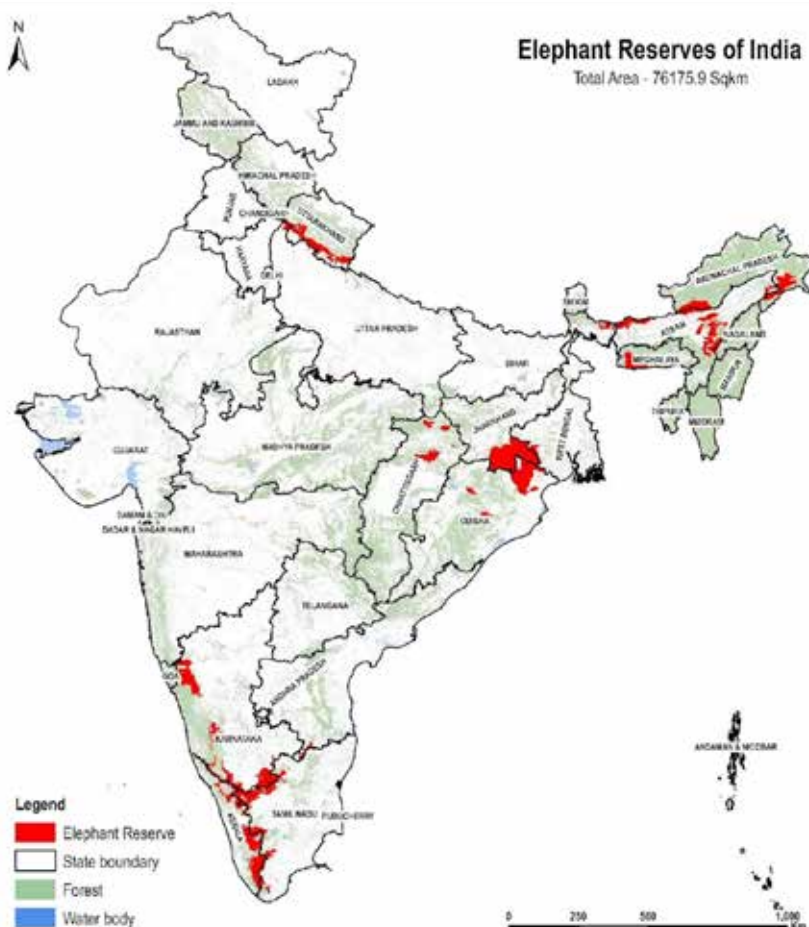 N
Elephant Reserves of India
Total Area - 76175.9 Sqkm
LADAKH
JAMMU AND KASHMIR
HIMACHAL PRADESH
PUNJAB
CHANDIGARH
UTTARAKHAND
HARYANA
DELHI
ARUNACHAL PRADESH
SIKKIM
RAJASTHAN
UTTAR PRADESH
ASSAM
NAGALAND
BIHAR
MEGHALAYA
MANIPUR
TRIPURA
MIZORAM
JHARKHAND
WEST BENGAL
GUJARAT
MADHYA PRADESH
CHHATTISGARH
ODISHA
DAMAN & DIU
DADAR & NAGAR HAVELI
MAHARASHTRA
TELANGANA
GOA
ANDHRA PRADESH
KARNATAKA
ANDAMAN & NICOBAR
TAMIL NADU
PUDUCHERRY
KERALA
Legend
Elephant Reserve
State boundary
Forest
Water body
0 250 500 1,000
Km